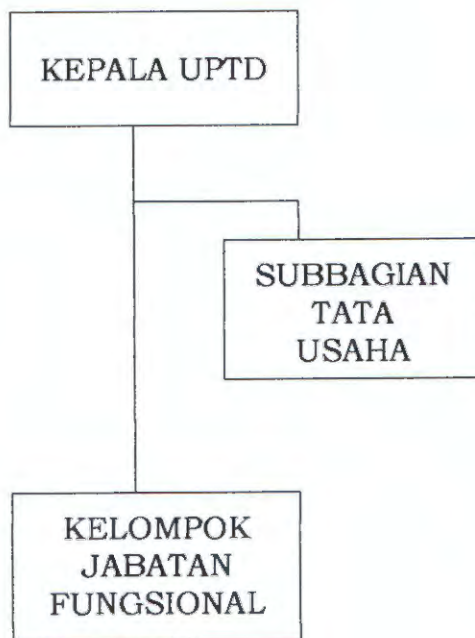 KEPALA UPTD
SUBBAGIAN
TATA
USAHA
KELOMPOK
JABATAN
FUNGSIONAL